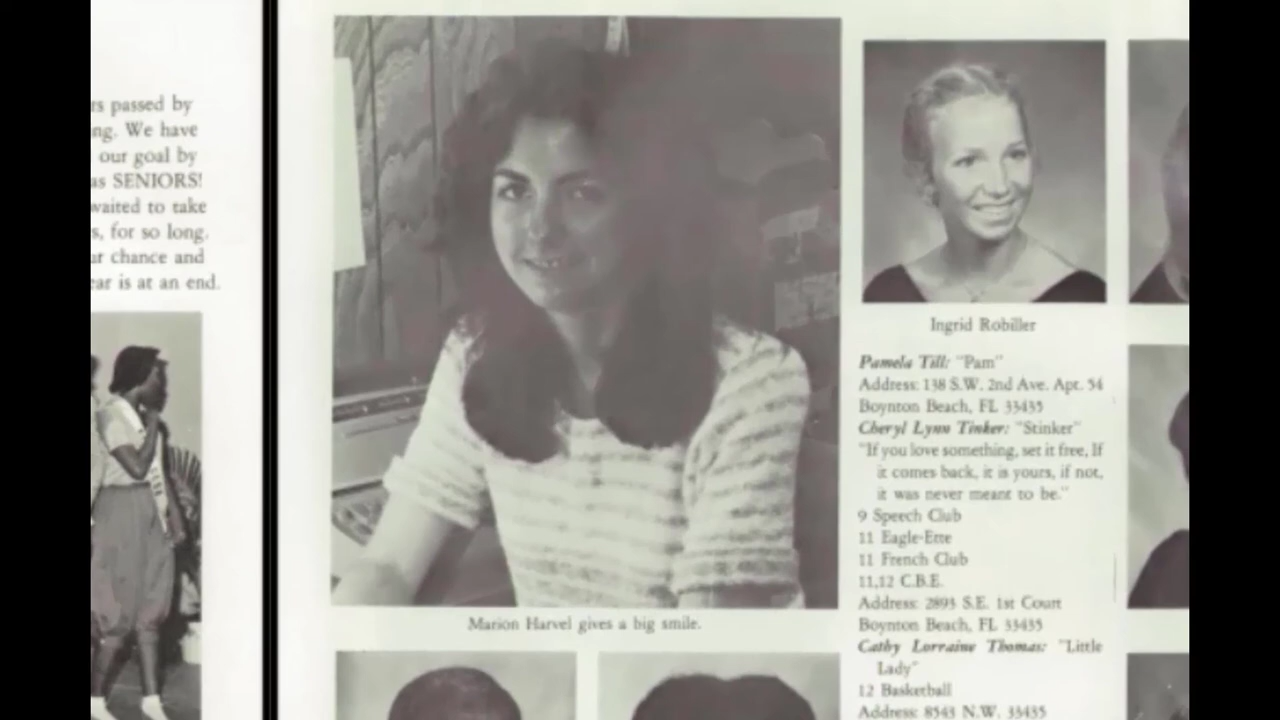 rs passed by
ng. We have
our goal by
as SENIORS!
waited to take
s, for so long.
ur chance and
ear is at an end.
Marion Harvel gives a big smile.
Ingrid Robiller
Pamela Till: "Pam"
Address: 138 S.W. 2nd Ave. Apt. 54
Boynton Beach, FL 33435
Cheryl Lynn Tinker: "Stinker"
"If you love something, set it free, If
it comes back, it is yours, if not,
it was never meant to be."
9 Speech Club
11 Eagle-Ette
11 French Club
11,12 C.B.E.
Address: 2893 S.E. 1st Court
Boynton Beach, FL 33435
Cathy Lorraine Thomas: "Little
Lady"
12 Basketball
Address: 8543 N.W. 33435